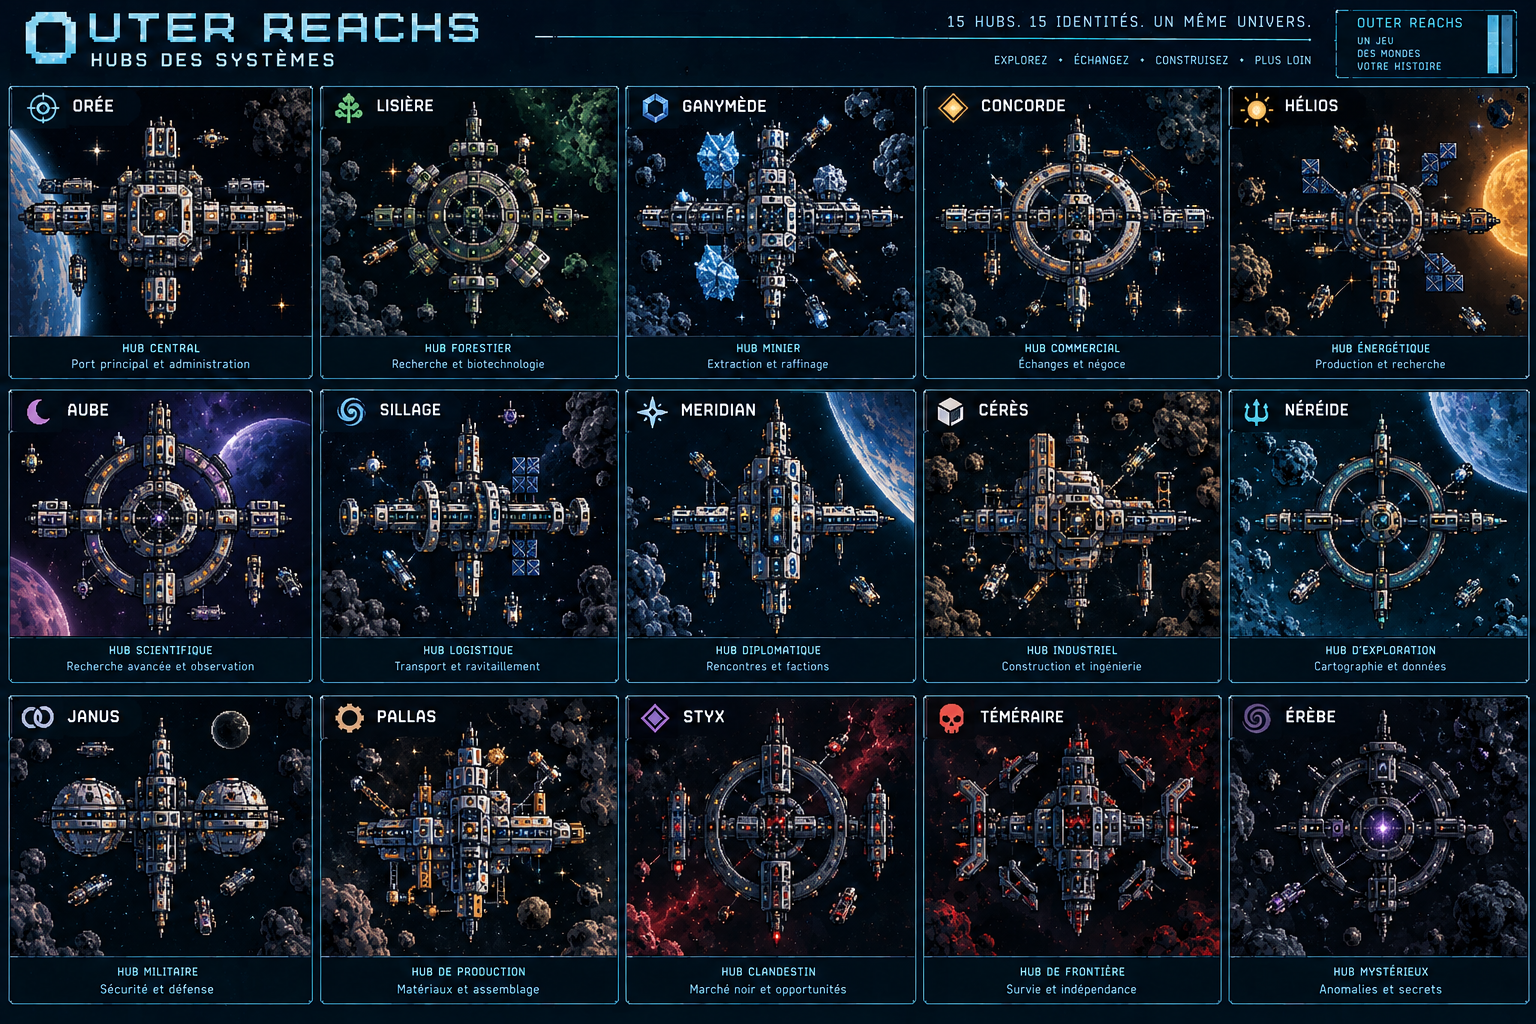 OUTER REACHS
HUBS DES SYSTÈMES
15 HUBS. 15 IDENTITÉS. UN MÊME UNIVERS.
EXPLOREZ ✦ ÉCHANGEZ ✦ CONSTRUISEZ ✦ PLUS LOIN
OUTER REACHS
UN JEU
DES MONDES
VOTRE HISTOIRE
ORÉE
HUB CENTRAL
Port principal et administration
LISIÈRE
HUB FORESTIER
Recherche et biotechnologie
GANYMÈDE
HUB MINIER
Extraction et raffinage
CONCORDE
HUB COMMERCIAL
Échanges et négoce
HÉLIOS
HUB ÉNERGÉTIQUE
Production et recherche
AUBE
HUB SCIENTIFIQUE
Recherche avancée et observation
SILLAGE
HUB LOGISTIQUE
Transport et ravitaillement
MERIDIAN
HUB DIPLOMATIQUE
Rencontres et factions
CÉRÈS
HUB INDUSTRIEL
Construction et ingénierie
NÉRÉIDE
HUB D'EXPLORATION
Cartographie et données
JANUS
HUB MILITAIRE
Sécurité et défense
PALLAS
HUB DE PRODUCTION
Matériaux et assemblage
STYX
HUB CLANDESTIN
Marché noir et opportunités
TÉMÉRAIRE
HUB DE FRONTIÈRE
Survie et indépendance
ÉRÈBE
HUB MYSTÉRIEUX
Anomalies et secrets